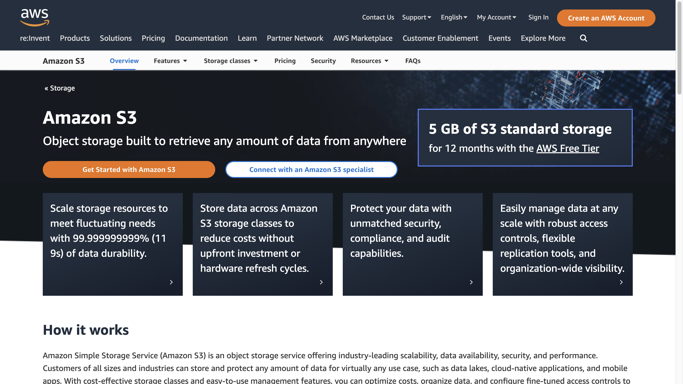 aws
Contact Us Support English My Account Sign In Create an AWS Account
re:Invent Products Solutions Pricing Documentation Learn Partner Network AWS Marketplace Customer Enablement Events Explore More
Amazon S3 Overview Features Storage classes Pricing Security Resources FAQs
« Storage
Amazon S3
Object storage built to retrieve any amount of data from anywhere
Get Started with Amazon S3
Connect with an Amazon S3 specialist
5 GB of S3 standard storage
for 12 months with the AWS Free Tier
Scale storage resources to
meet fluctuating needs
with 99.999999999% (11
9s) of data durability.
Store data across Amazon
S3 storage classes to
reduce costs without
upfront investment or
hardware refresh cycles.
Protect your data with
unmatched security,
compliance, and audit
capabilities.
Easily manage data at any
scale with robust access
controls, flexible
replication tools, and
organization-wide visibility.
How it works
Amazon Simple Storage Service (Amazon S3) is an object storage service offering industry-leading scalability, data availability, security, and performance.
Customers of all sizes and industries can store and protect any amount of data for virtually any use case, such as data lakes, cloud-native applications, and mobile
apps. With cost-effective storage classes and easy-to-use management features, you can optimize costs, organize data, and configure fine-tuned access controls to